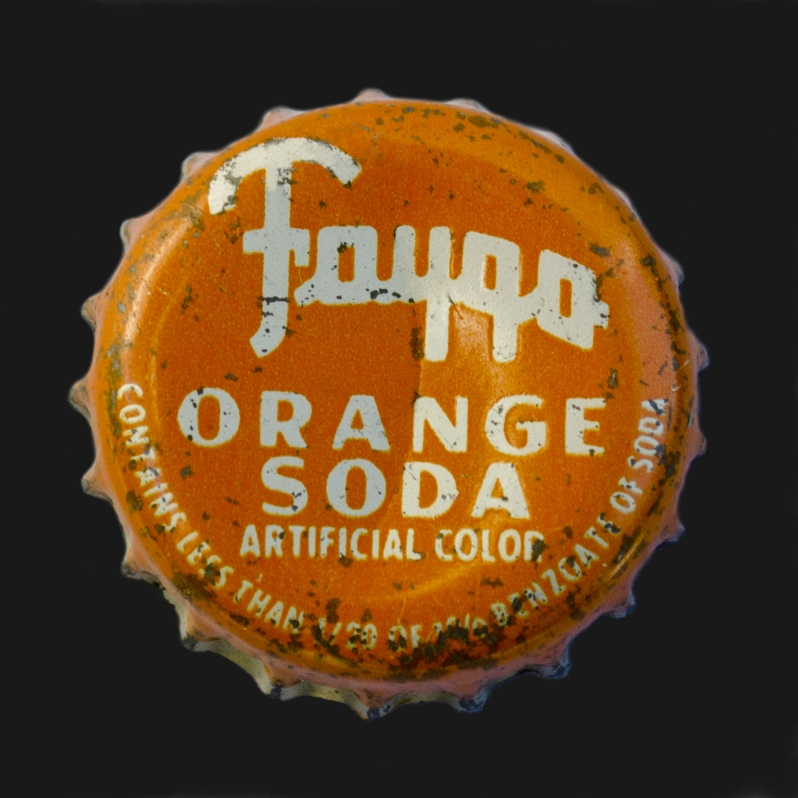 Faygo
ORANGE
SODA
ARTIFICIAL COLOR
CONTAINS LESS THAN 1/20 OF 1% BENZOATE OF SODA